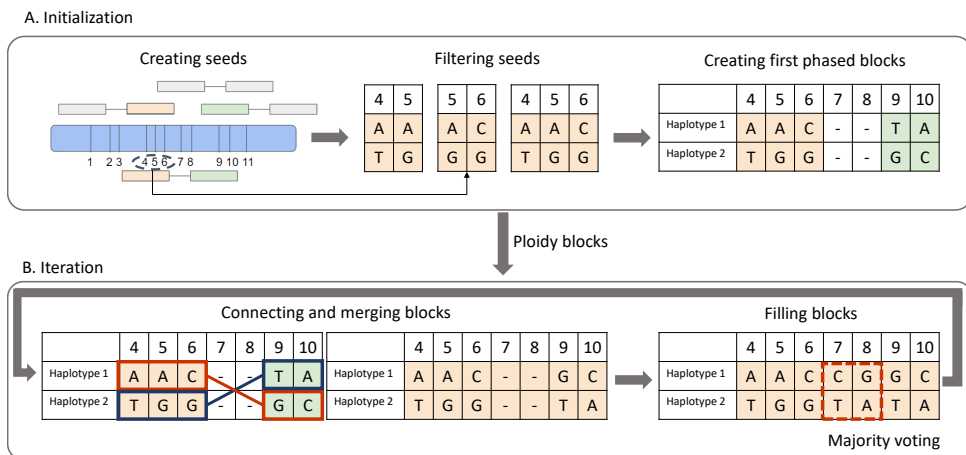 A. Initialization
Creating seeds
1 2 3 4 5 6 7 8 9 10 11
Filtering seeds
4 5
A A
T G
5 6
A C
G G
4 5 6
A A C
T G G
Creating first phased blocks
4 5 6 7 8 9 10
Haplotype 1 A A C - - T A
Haplotype 2 T G G - - G C
Ploidy blocks
B. Iteration
Connecting and merging blocks
4 5 6 7 8 9 10
Haplotype 1 A A C - - T A
Haplotype 2 T G G - - G C
4 5 6 7 8 9 10
Haplotype 1 A A C - - G C
Haplotype 2 T G G - - T A
Filling blocks
4 5 6 7 8 9 10
Haplotype 1 A A C C G G C
Haplotype 2 T G G T A T A
Majority voting